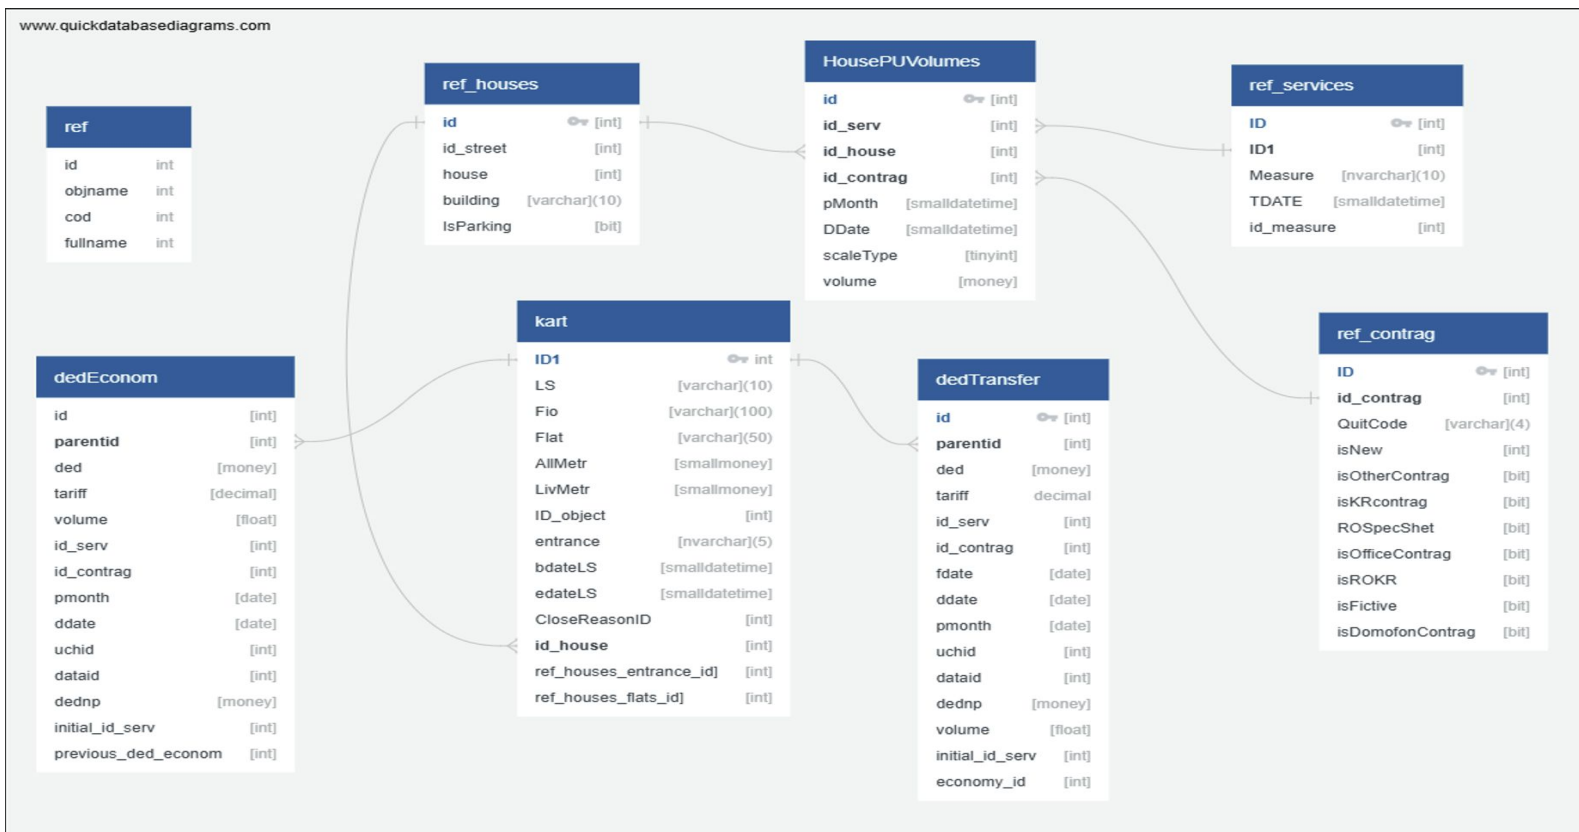 www.quickdatabasediagrams.com
ref
id int
objname int
cod int
fullname int
ref_houses
id [int]
id_street [int]
house [int]
building [varchar](10)
IsParking [bit]
HousePUVolumes
id [int]
id_serv [int]
id_house [int]
id_contrag [int]
pMonth [smalldatetime]
DDate [smalldatetime]
scaleType [tinyint]
volume [money]
ref_services
ID [int]
ID1 [int]
Measure [nvarchar](10)
TDATE [smalldatetime]
id_measure [int]
dedEconom
id [int]
parentid [int]
ded [money]
tariff [decimal]
volume [float]
id_serv [int]
id_contrag [int]
pmonth [date]
ddate [date]
uchid [int]
dataid [int]
dednp [money]
initial_id_serv [int]
previous_ded_econom [int]
kart
ID1 int
LS [varchar](10)
Fio [varchar](100)
Flat [varchar](50)
AllMetr [smallmoney]
LivMetr [smallmoney]
ID_object [int]
entrance [nvarchar](5)
bdateLS [smalldatetime]
edateLS [smalldatetime]
CloseReasonID [int]
id_house [int]
ref_houses_entrance_id] [int]
ref_houses_flats_id] [int]
dedTransfer
id [int]
parentid [int]
ded [money]
tariff decimal
id_serv [int]
id_contrag [int]
fdate [date]
ddate [date]
pmonth [date]
uchid [int]
dataid [int]
dednp [money]
volume [float]
initial_id_serv [int]
economy_id [int]
ref_contrag
ID [int]
id_contrag [int]
QuitCode [varchar](4)
isNew [int]
isOtherContrag [bit]
isKRcontrag [bit]
ROSpecShet [bit]
isOfficeContrag [bit]
isROKR [bit]
isFictive [bit]
isDomofonContrag [bit]